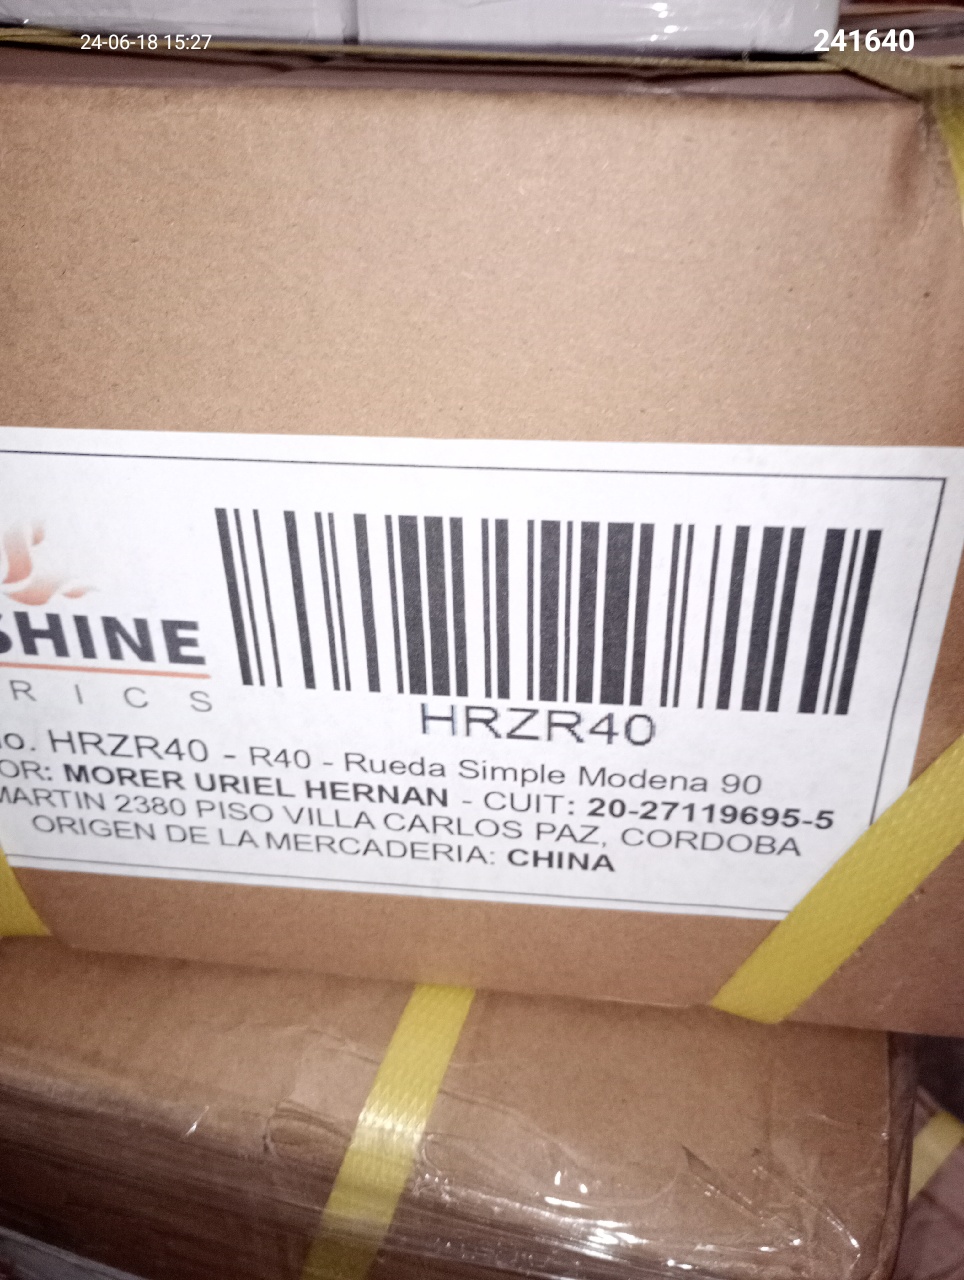 24-06-18 15:27
241640
SHINE
R I C S
HRZR40
o. HRZR40 - R40 - Rueda Simple Modena 90
OR: MORER URIEL HERNAN - CUIT: 20-27119695-5
MARTIN 2380 PISO VILLA CARLOS PAZ, CORDOBA
ORIGEN DE LA MERCADERIA: CHINA